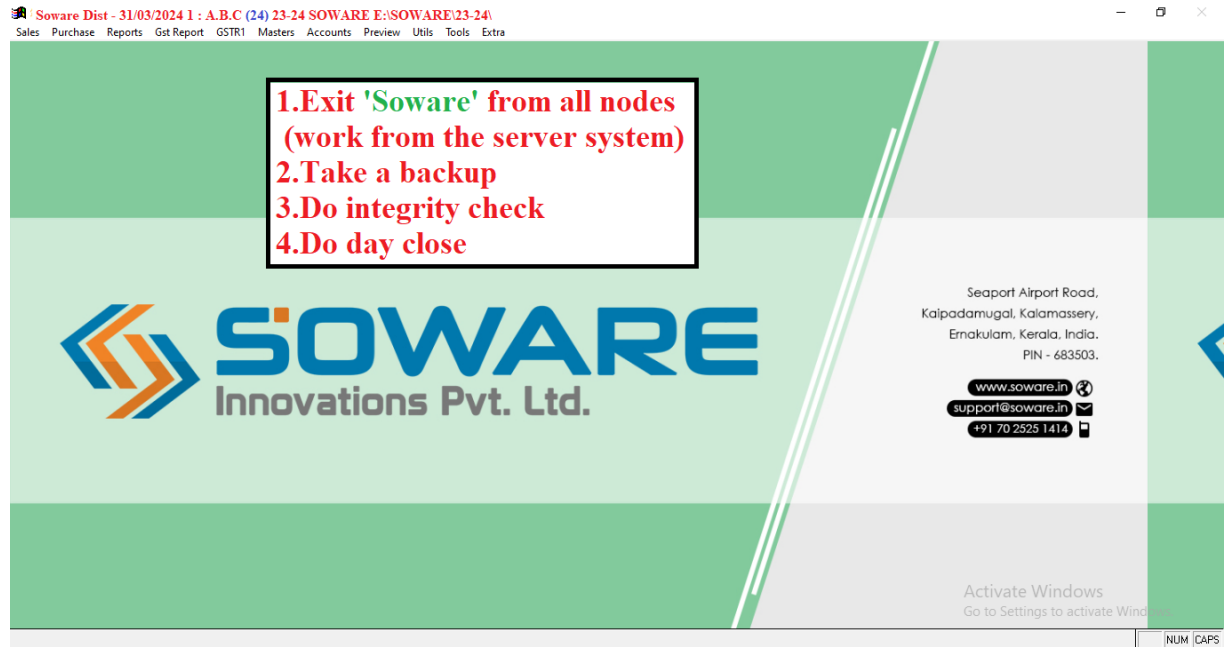 Soware Dist - 31/03/2024 1 : A.B.C (24) 23-24 SOWARE E:\SOWARE\23-24\
Sales Purchase Reports Gst Report GSTR1 Masters Accounts Preview Utils Tools Extra
1.Exit 'Soware' from all nodes
(work from the server system)
2.Take a backup
3.Do integrity check
4.Do day close
SOWARE
Innovations Pvt. Ltd.
Seaport Airport Road,
Kaipadamugal, Kalamassery,
Ernakulam, Kerala, India.
PIN - 683503.
www.soware.in
support@soware.in
+91 70 2525 1414
Activate Windows
Go to Settings to activate Windows.
NUM CAPS